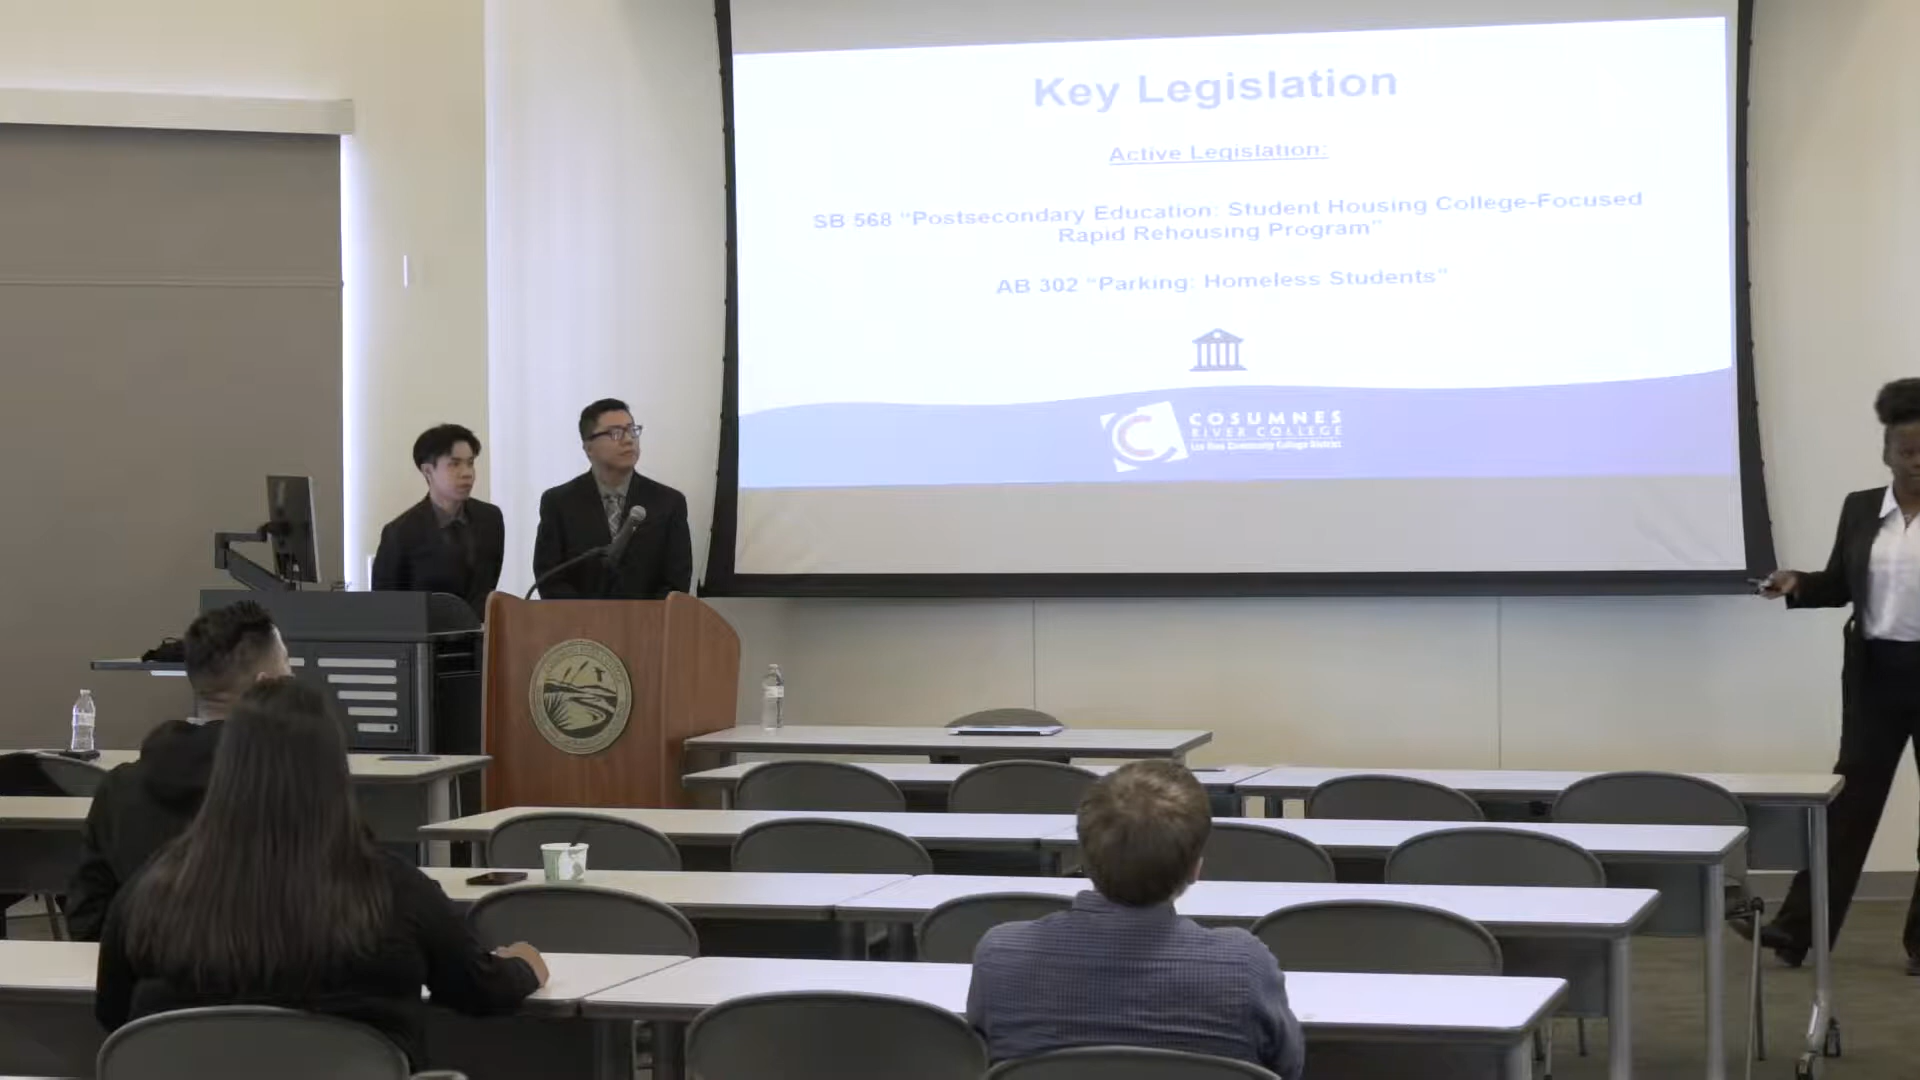 Key Legislation
Active Legislation:
SB 568 “Postsecondary Education: Student Housing College-Focused
Rapid Rehousing Program”
AB 302 “Parking: Homeless Students”
COSUMNES
RIVER COLLEGE
Los Rios Community College District